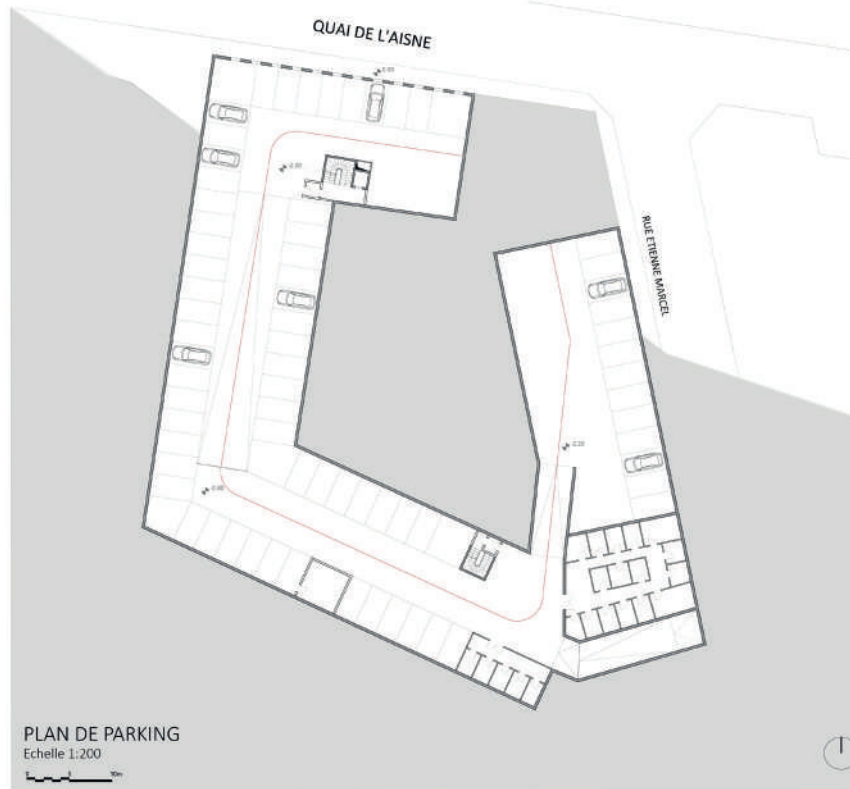 QUAI DE L'AISNE
RUE ETIENNE MARCEL
PLAN DE PARKING
Echelle 1:200
10m